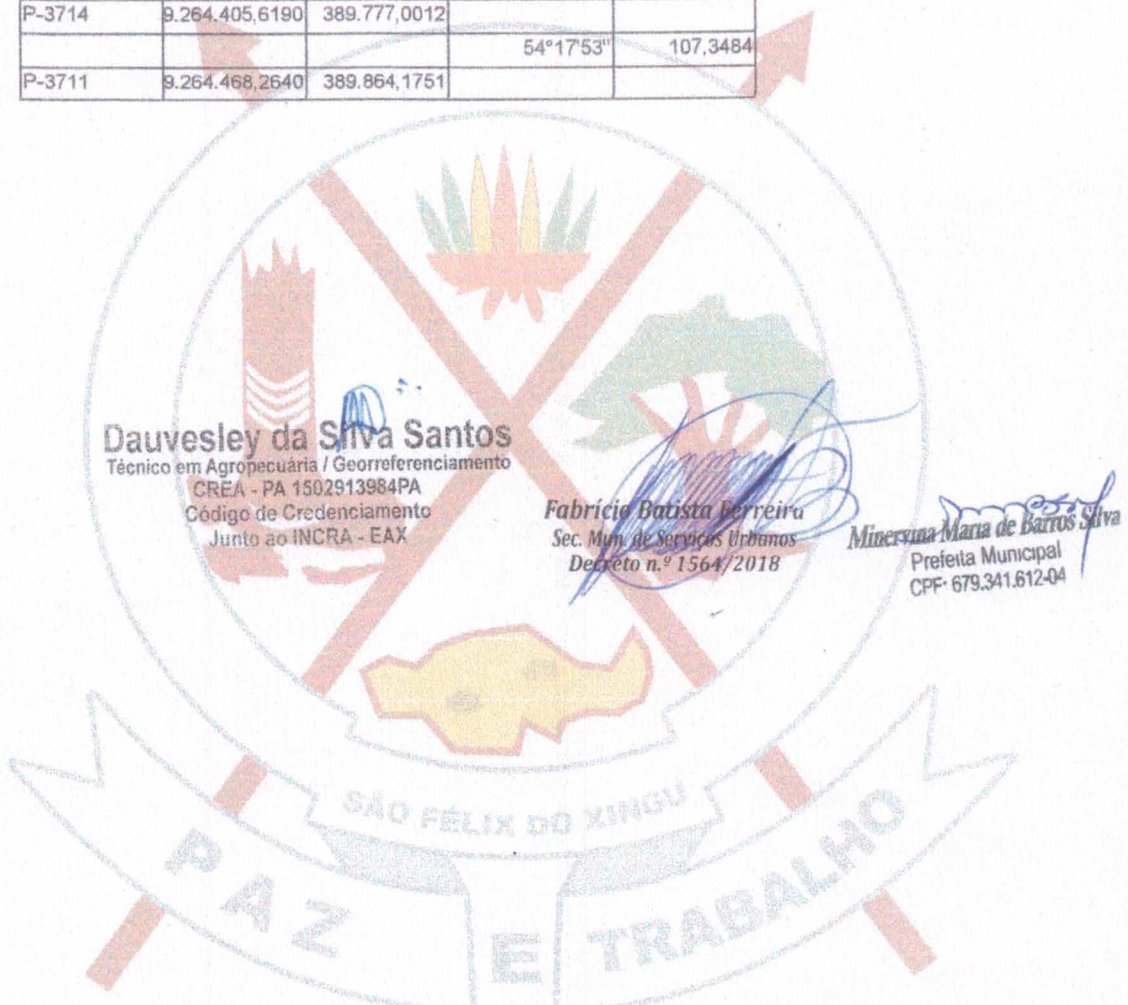 P-3714 9.264.405,6190 389.777,0012
54°17'53" 107,3484
P-3711 9.264.468,2640 389.864,1751
Dauvesley da Silva Santos
Técnico em Agropecuária / Georreferenciamento
CREA - PA 1502913984PA
Código de Credenciamento
Junto ao INCRA - EAX
Fabrício Batista Ferreira
Sec. Mun. de Serviços Urbanos
Decreto n.º 1564/2018
Minervina Maria de Barros Silva
Prefeita Municipal
CPF: 679.341.612-04
SÃO FÉLIX DO XINGU
PAZ E TRABALHO